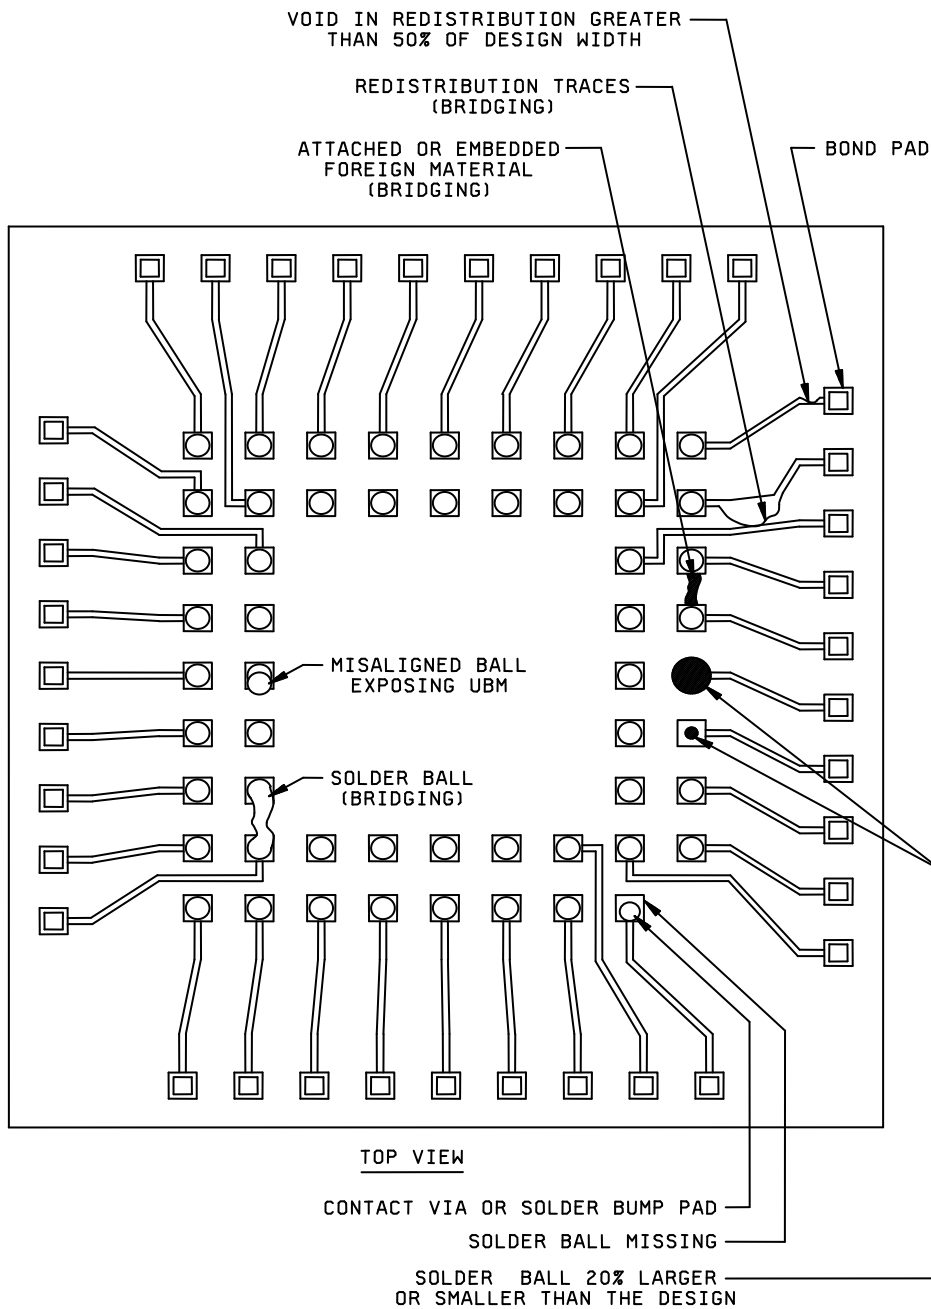 VOID IN REDISTRIBUTION GREATER
THAN 50% OF DESIGN WIDTH
REDISTRIBUTION TRACES
(BRIDGING)
ATTACHED OR EMBEDDED
FOREIGN MATERIAL
(BRIDGING)
BOND PAD
MISALIGNED BALL
EXPOSING UBM
SOLDER BALL
(BRIDGING)
TOP VIEW
CONTACT VIA OR SOLDER BUMP PAD
SOLDER BALL MISSING
SOLDER BALL 20% LARGER
OR SMALLER THAN THE DESIGN